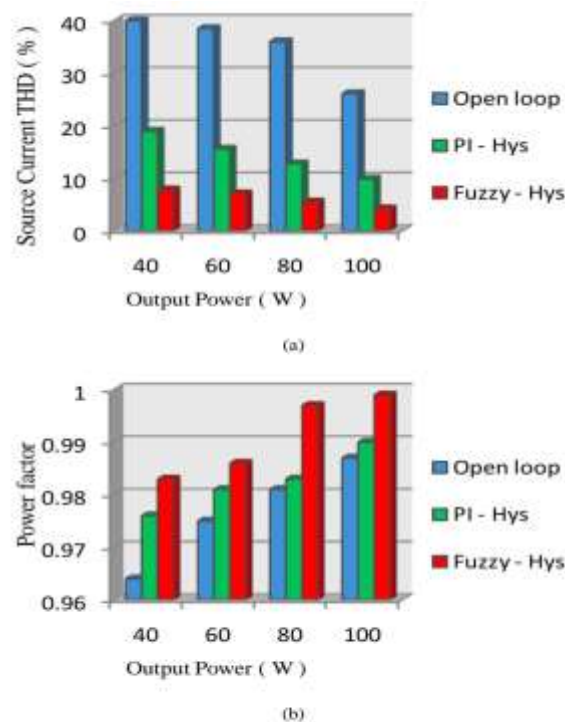 40
30
20
10
0
Source Current THD ( % )
40 60 80 100
Output Power ( W )
Open loop
PI - Hys
Fuzzy - Hys
(a)
1
0.99
0.98
0.97
0.96
Power factor
40 60 80 100
Output Power ( W )
Open loop
PI - Hys
Fuzzy - Hys
(b)